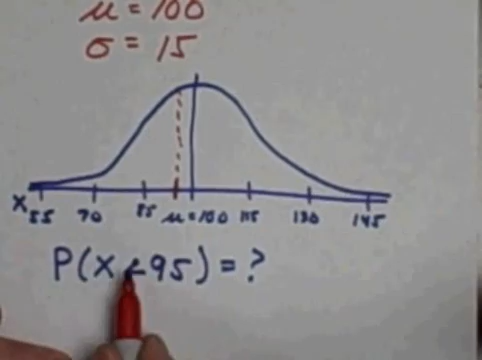 μ = 100
σ = 15
X 55 70 85 μ=100 115 130 145
P(X<95) = ?